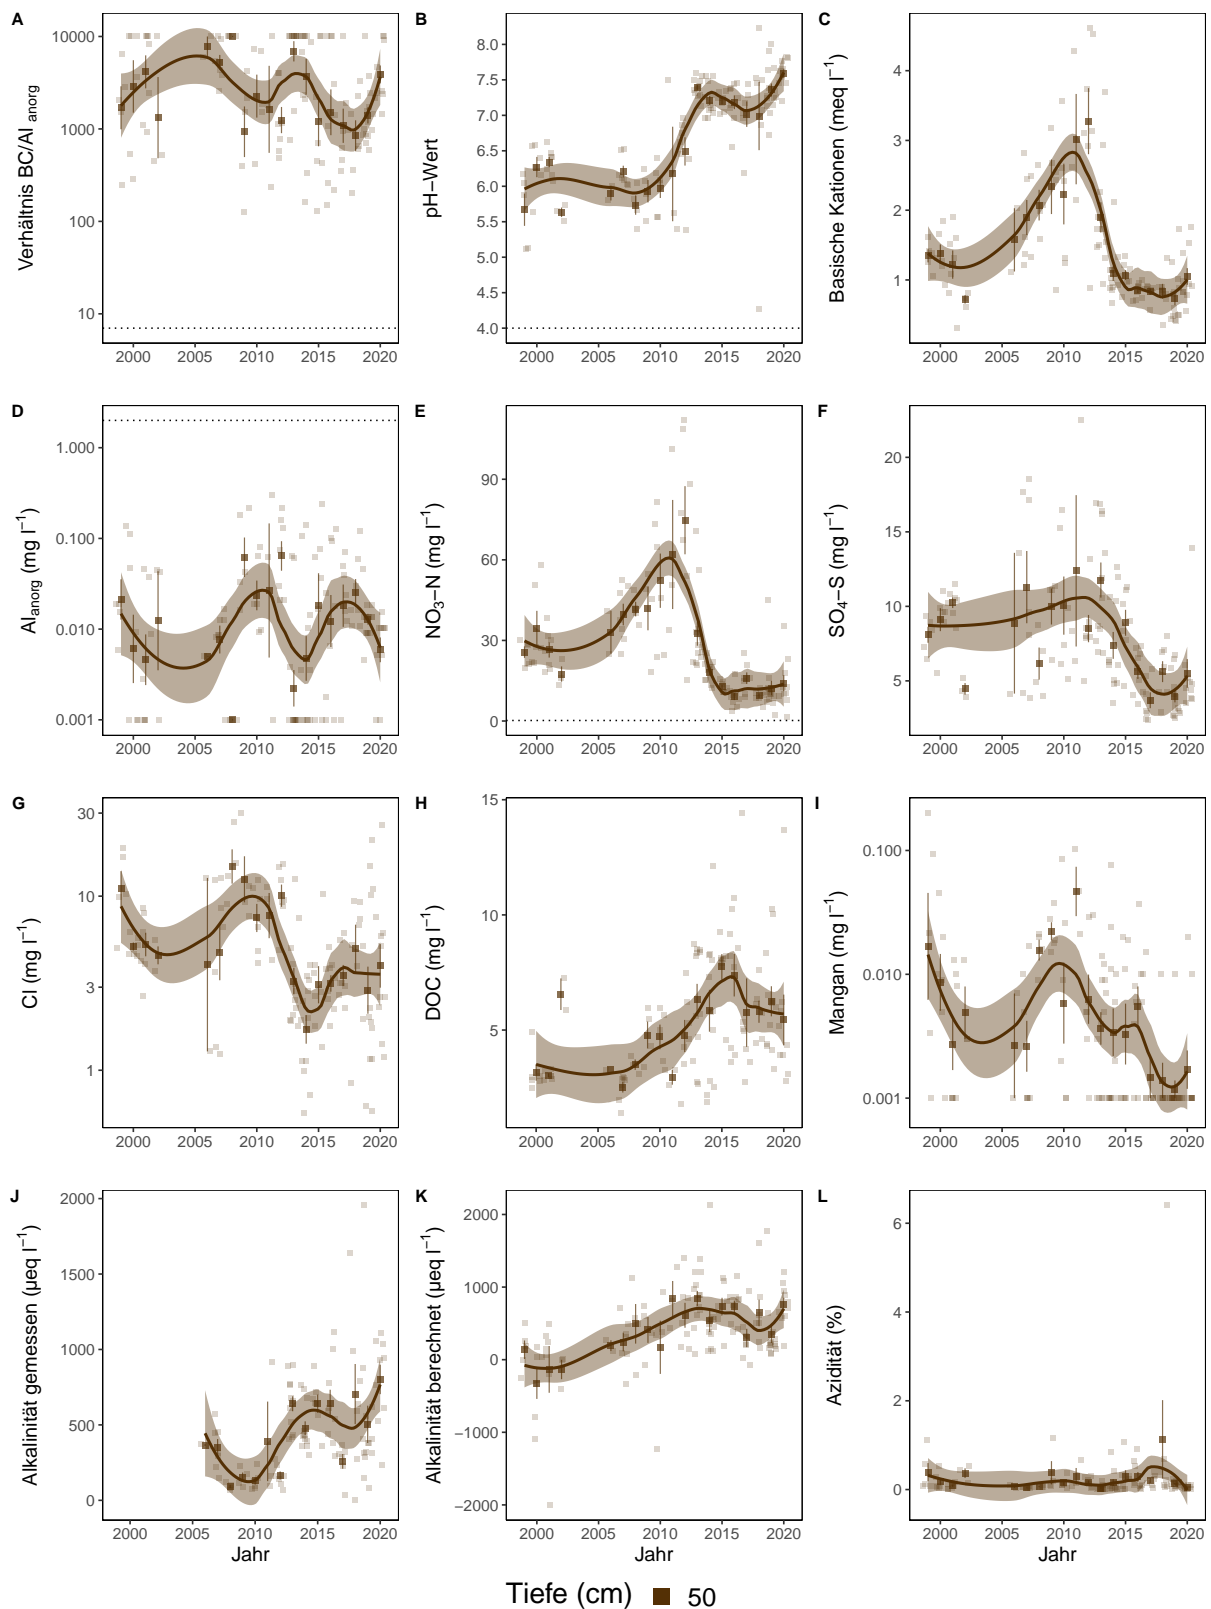 A
Verhältnis BC/Al anorg
10000
1000
100
10
2000 2005 2010 2015 2020
B
pH−Wert
8.0
7.5
7.0
6.5
6.0
5.5
5.0
4.5
4.0
2000 2005 2010 2015 2020
C
Basische Kationen (meq l−1)
4
3
2
1
2000 2005 2010 2015 2020
D
Alanorg (mg l−1)
1.000
0.100
0.010
0.001
2000 2005 2010 2015 2020
E
NO3−N (mg l−1)
90
60
30
0
2000 2005 2010 2015 2020
F
SO4−S (mg l−1)
20
15
10
5
2000 2005 2010 2015 2020
G
Cl (mg l−1)
30
10
3
1
2000 2005 2010 2015 2020
H
DOC (mg l−1)
15
10
5
2000 2005 2010 2015 2020
I
Mangan (mg l−1)
0.100
0.010
0.001
2000 2005 2010 2015 2020
J
Alkalinität gemessen (µeq l−1)
2000
1500
1000
500
0
2000 2005 2010 2015 2020
Jahr
K
Alkalinität berechnet (µeq l−1)
2000
1000
0
−1000
−2000
2000 2005 2010 2015 2020
L
Azidität (%)
6
4
2
0
2000 2005 2010 2015 2020
Jahr
Tiefe (cm) 50